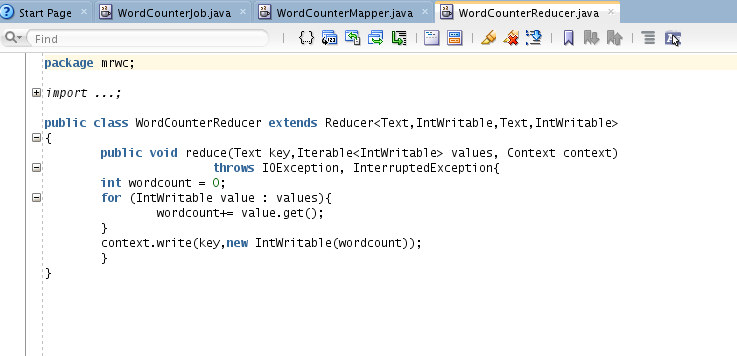 Start Page WordCounterJob.java WordCounterMapper.java WordCounterReducer.java
Find
package mrwc;
import ...;
public class WordCounterReducer extends Reducer<Text,IntWritable,Text,IntWritable>
{
public void reduce(Text key,Iterable<IntWritable> values, Context context)
throws IOException, InterruptedException{
int wordcount = 0;
for (IntWritable value : values){
wordcount+= value.get();
}
context.write(key,new IntWritable(wordcount));
}
}